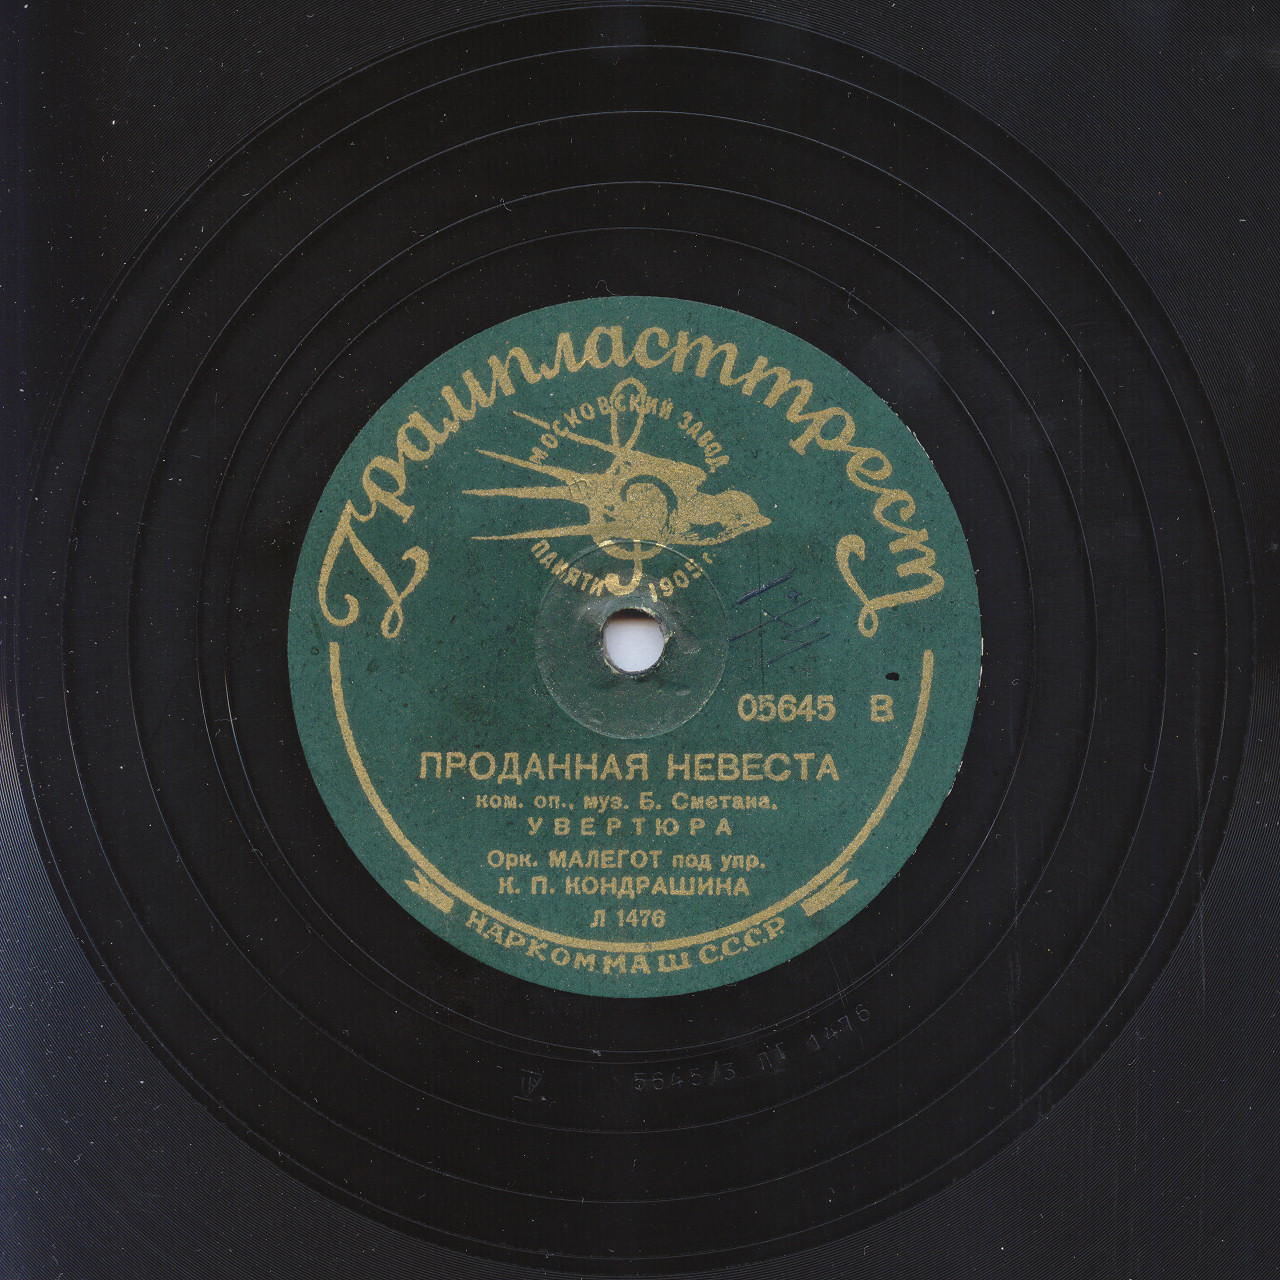 Грампласттрест
МОСКОВСКИЙ ЗАВОД
ПАМЯТИ 1905 г.
05645 В
ПРОДАННАЯ НЕВЕСТА
ком. оп., муз. Б. Сметана.
УВЕРТЮРА
Орк. МАЛЕГОТ под упр.
К. П. КОНДРАШИНА
Л 1476
НАРКОММАШ С.С.С.Р
5645/3 1476